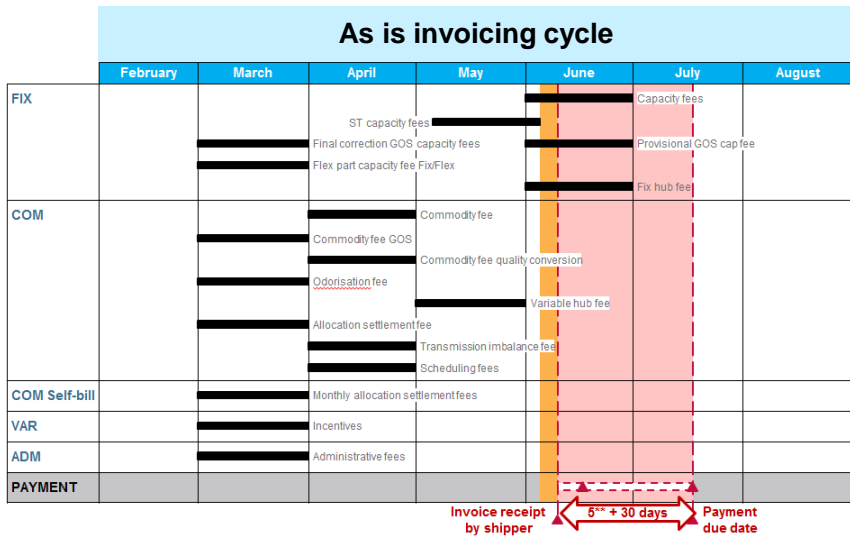 As is invoicing cycle
February March April May June July August
FIX
Capacity fees
ST capacity fees
Final correction GOS capacity fees
Provisional GOS cap fee
Flex part capacity fee Fix/Flex
Fix hub fee
COM
Commodity fee
Commodity fee GOS
Commodity fee quality conversion
Odorisation fee
Variable hub fee
Allocation settlement fee
Transmission imbalance fee
Scheduling fees
COM Self-bill
Monthly allocation settlement fees
VAR
Incentives
ADM
Administrative fees
PAYMENT
Invoice receipt
by shipper
5** + 30 days
Payment
due date